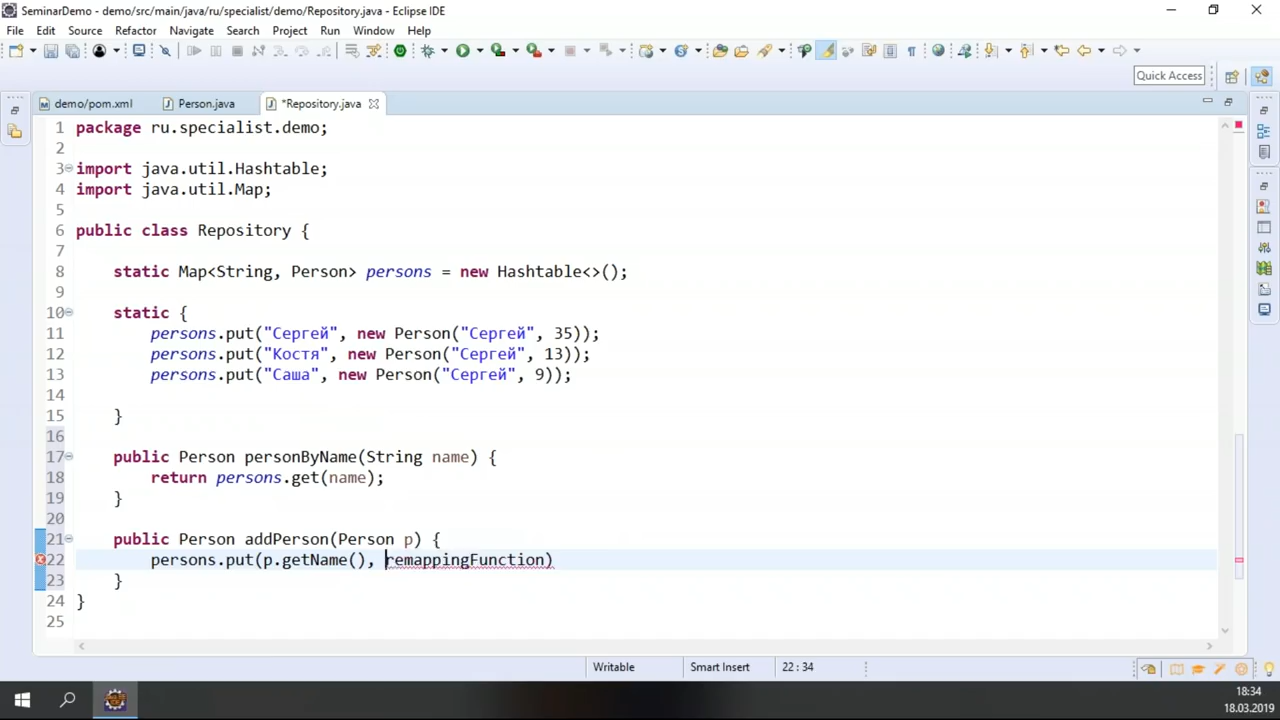 SeminarDemo - demo/src/main/java/ru/specialist/demo/Repository.java - Eclipse IDE
File Edit Source Refactor Navigate Search Project Run Window Help
Quick Access
demo/pom.xml Person.java *Repository.java
1 package ru.specialist.demo;
2
3 import java.util.Hashtable;
4 import java.util.Map;
5
6 public class Repository {
7
8 static Map<String, Person> persons = new Hashtable<>();
9
10 static {
11 persons.put("Сергей", new Person("Сергей", 35));
12 persons.put("Костя", new Person("Сергей", 13));
13 persons.put("Саша", new Person("Сергей", 9));
14
15 }
16
17 public Person personByName(String name) {
18 return persons.get(name);
19 }
20
21 public Person addPerson(Person p) {
22 persons.put(p.getName(), remappingFunction)
23 }
24 }
25
Writable Smart Insert 22 : 34
18:34
18.03.2019